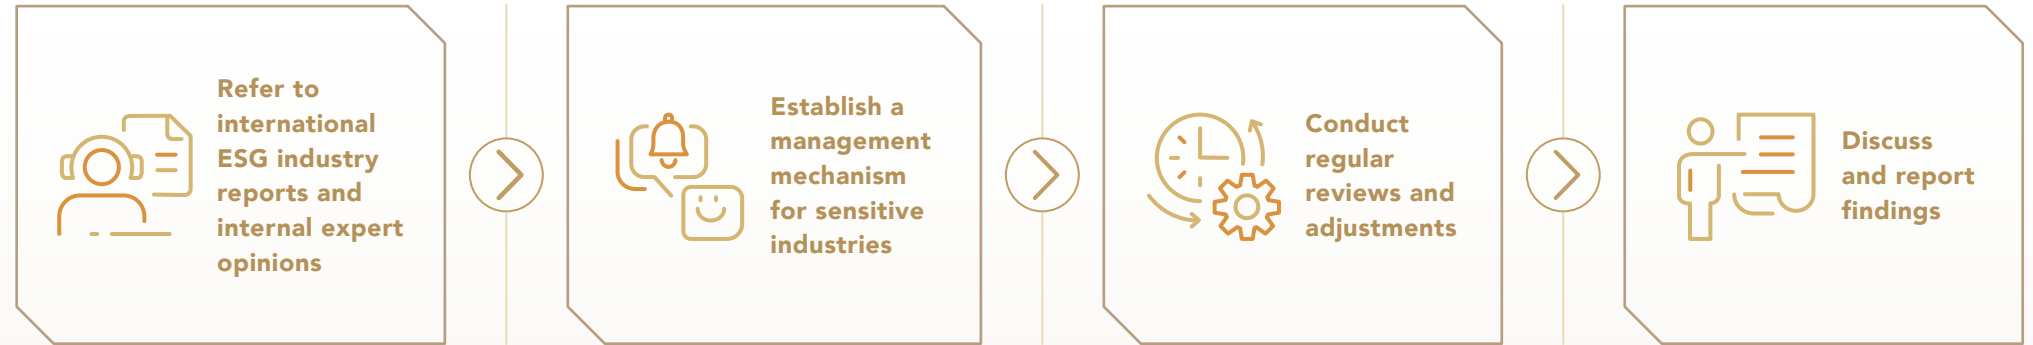 Refer to
international
ESG industry
reports and
internal expert
opinions
Establish a
management
mechanism
for sensitive
industries
Conduct
regular
reviews and
adjustments
Discuss
and report
findings